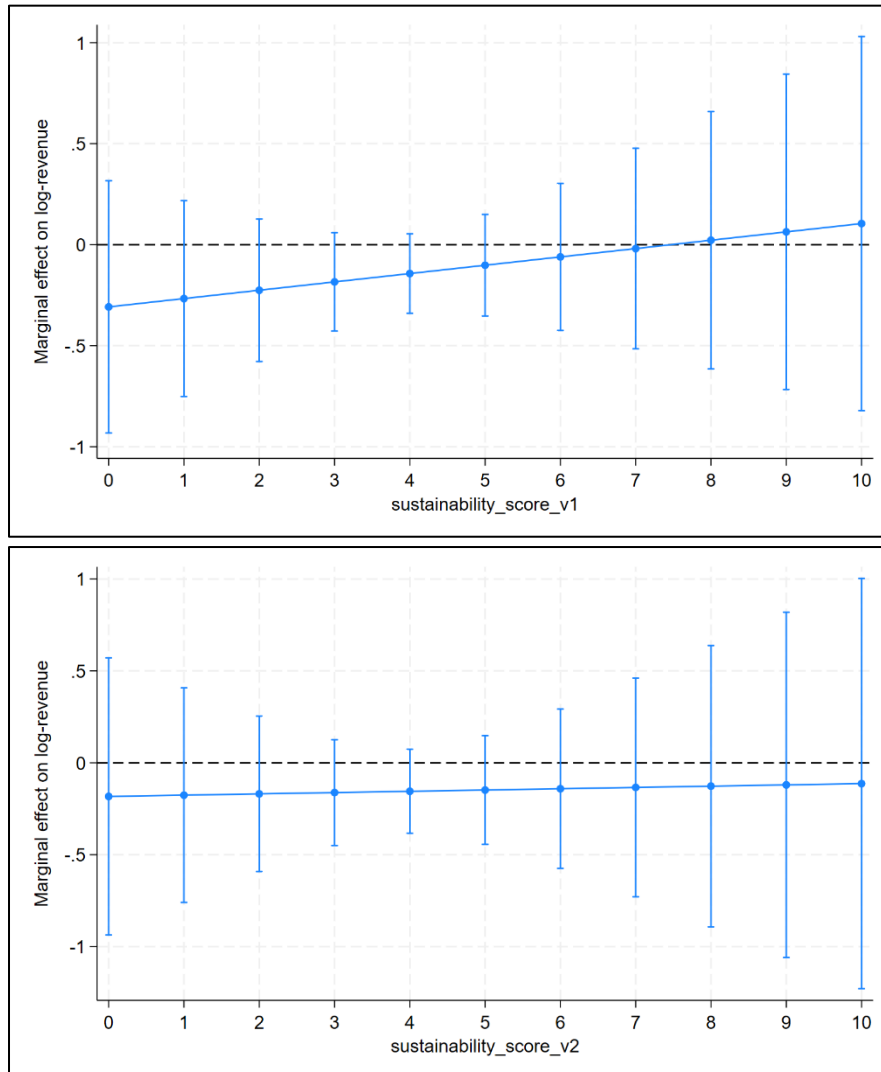 Marginal effect on log-revenue
1
.5
0
-.5
-1
0 1 2 3 4 5 6 7 8 9 10
sustainability_score_v1
Marginal effect on log-revenue
1
.5
0
-.5
-1
0 1 2 3 4 5 6 7 8 9 10
sustainability_score_v2